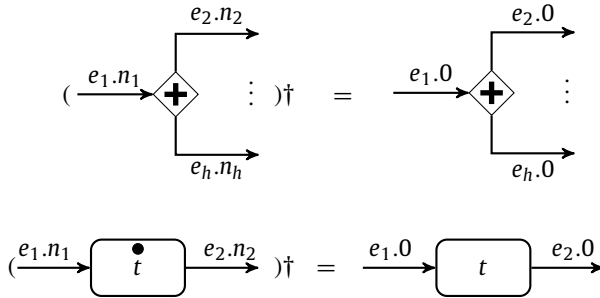 e₂.n₂ e₂.0
( e₁.n₁ ⋮ )† = e₁.0 ⋮
eₕ.nₕ eₕ.0
( e₁.n₁ t e₂.n₂ )† = e₁.0 t e₂.0